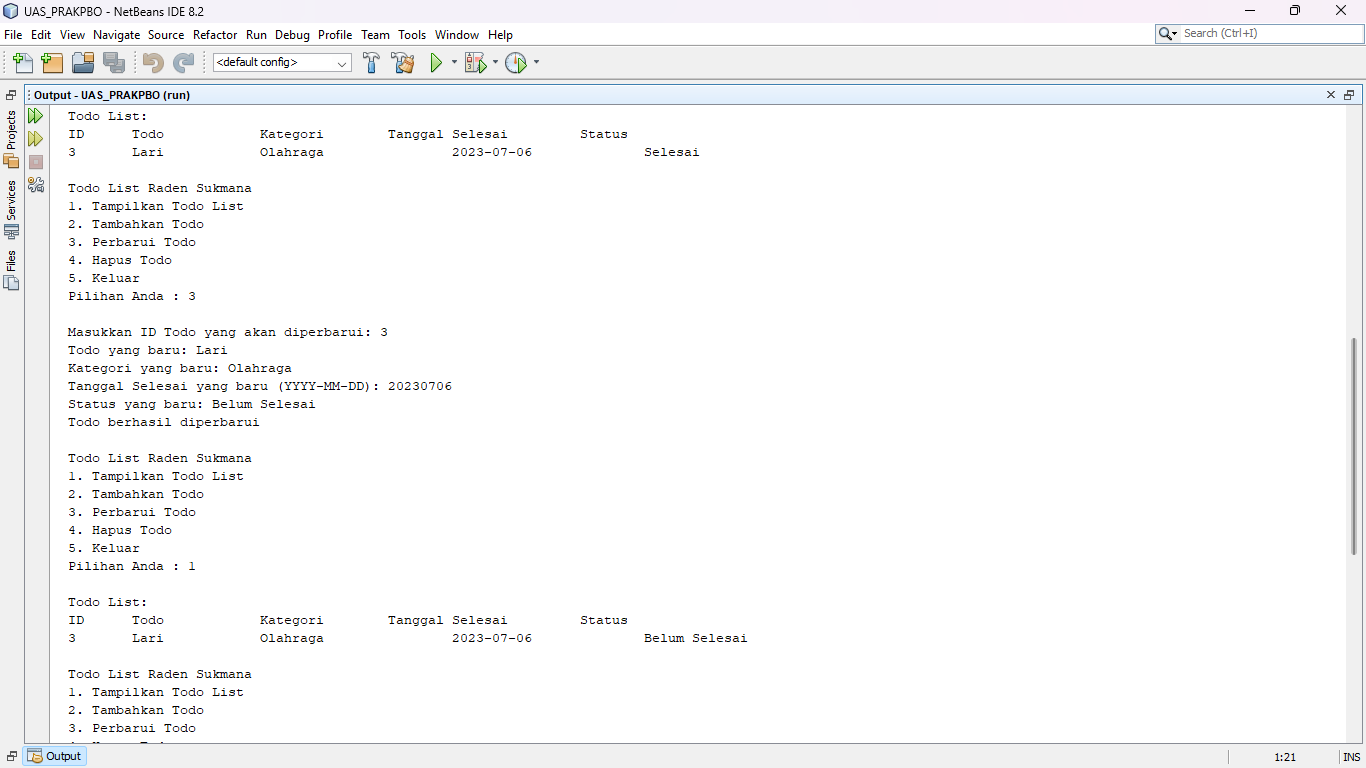 UAS_PRAKPBO - NetBeans IDE 8.2
File Edit View Navigate Source Refactor Run Debug Profile Team Tools Window Help
Search (Ctrl+I)
<default config>
Output - UAS_PRAKPBO (run)
Projects
Services
Files
Todo List:
ID Todo Kategori Tanggal Selesai Status
3 Lari Olahraga 2023-07-06 Selesai
Todo List Raden Sukmana
1. Tampilkan Todo List
2. Tambahkan Todo
3. Perbarui Todo
4. Hapus Todo
5. Keluar
Pilihan Anda : 3
Masukkan ID Todo yang akan diperbarui: 3
Todo yang baru: Lari
Kategori yang baru: Olahraga
Tanggal Selesai yang baru (YYYY-MM-DD): 20230706
Status yang baru: Belum Selesai
Todo berhasil diperbarui
Todo List Raden Sukmana
1. Tampilkan Todo List
2. Tambahkan Todo
3. Perbarui Todo
4. Hapus Todo
5. Keluar
Pilihan Anda : 1
Todo List:
ID Todo Kategori Tanggal Selesai Status
3 Lari Olahraga 2023-07-06 Belum Selesai
Todo List Raden Sukmana
1. Tampilkan Todo List
2. Tambahkan Todo
3. Perbarui Todo
Output
1:21 INS